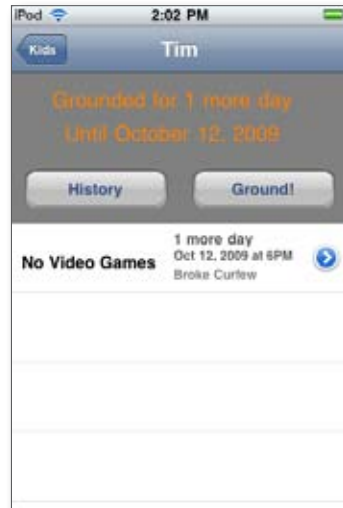 iPod 2:02 PM
Kids Tim
Grounded for 1 more day
Until October 12, 2009
History Ground!
No Video Games
1 more day
Oct 12, 2009 at 6PM
Broke Curfew